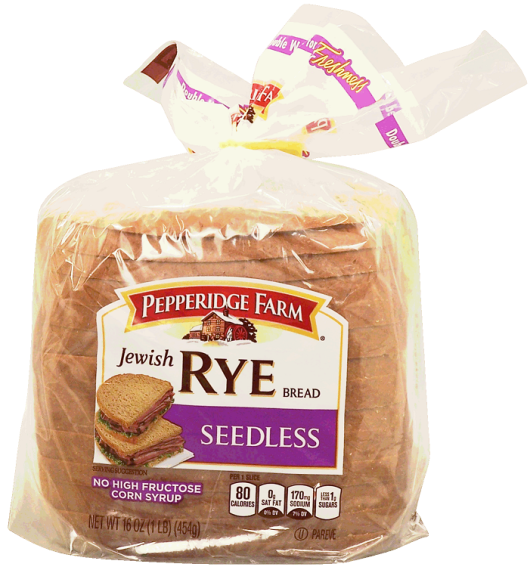 Double W
for
Freshness
Double
Doub
PEPPERIDGE FARM
®
Jewish RYE BREAD
SEEDLESS
SERVING SUGGESTION
NO HIGH FRUCTOSE
CORN SYRUP
PER 1 SLICE
80 CALORIES
0g SAT FAT 0% DV
170mg SODIUM 7% DV
LESS THAN 1g SUGARS
NET WT 16 OZ (1 LB) (454g)
U PAREVE